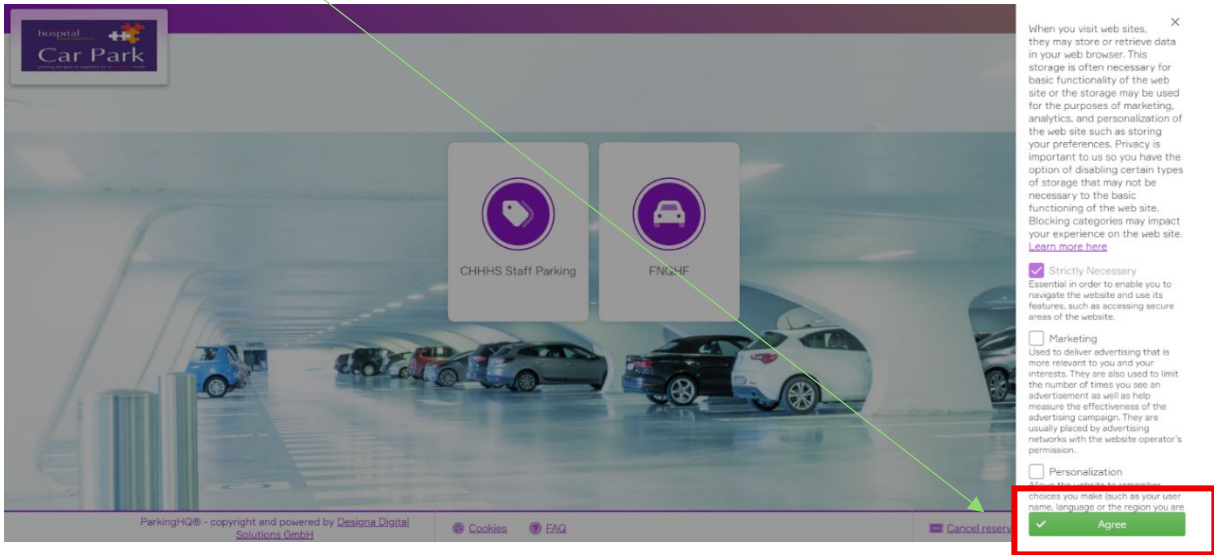 hospital
Car Park
CHHHS Staff Parking
FNQHF
ParkingHQ® - copyright and powered by Designa Digital
Solutions GmbH
Cookies
FAQ
Cancel reserv
When you visit web sites,
they may store or retrieve data
in your web browser. This
storage is often necessary for
basic functionality of the web
site or the storage may be used
for the purposes of marketing,
analytics, and personalization of
the web site such as storing
your preferences. Privacy is
important to us so you have the
option of disabling certain types
of storage that may not be
necessary to the basic
functioning of the web site.
Blocking categories may impact
your experience on the web site.
Learn more here
Strictly Necessary
Essential in order to enable you to
navigate the website and use its
features, such as accessing secure
areas of the website.
Marketing
Used to deliver advertising that is
more relevant to you and your
interests. They are also used to limit
the number of times you see an
advertisement as well as help
measure the effectiveness of the
advertising campaign. They are
usually placed by advertising
networks with the website operator's
permission.
Personalization
Allows the website to remember
choices you make (such as your user
name, language or the region you are
Agree